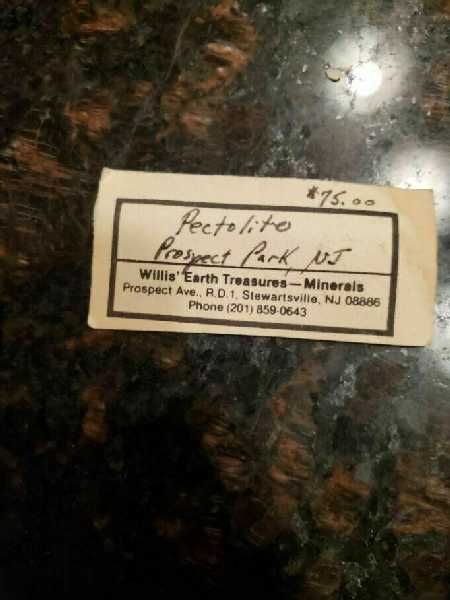 $75.00
Pectolite
Prospect Park, NJ
Willis' Earth Treasures — Minerals
Prospect Ave., R.D.1, Stewartsville, NJ 08886
Phone (201) 859-0643